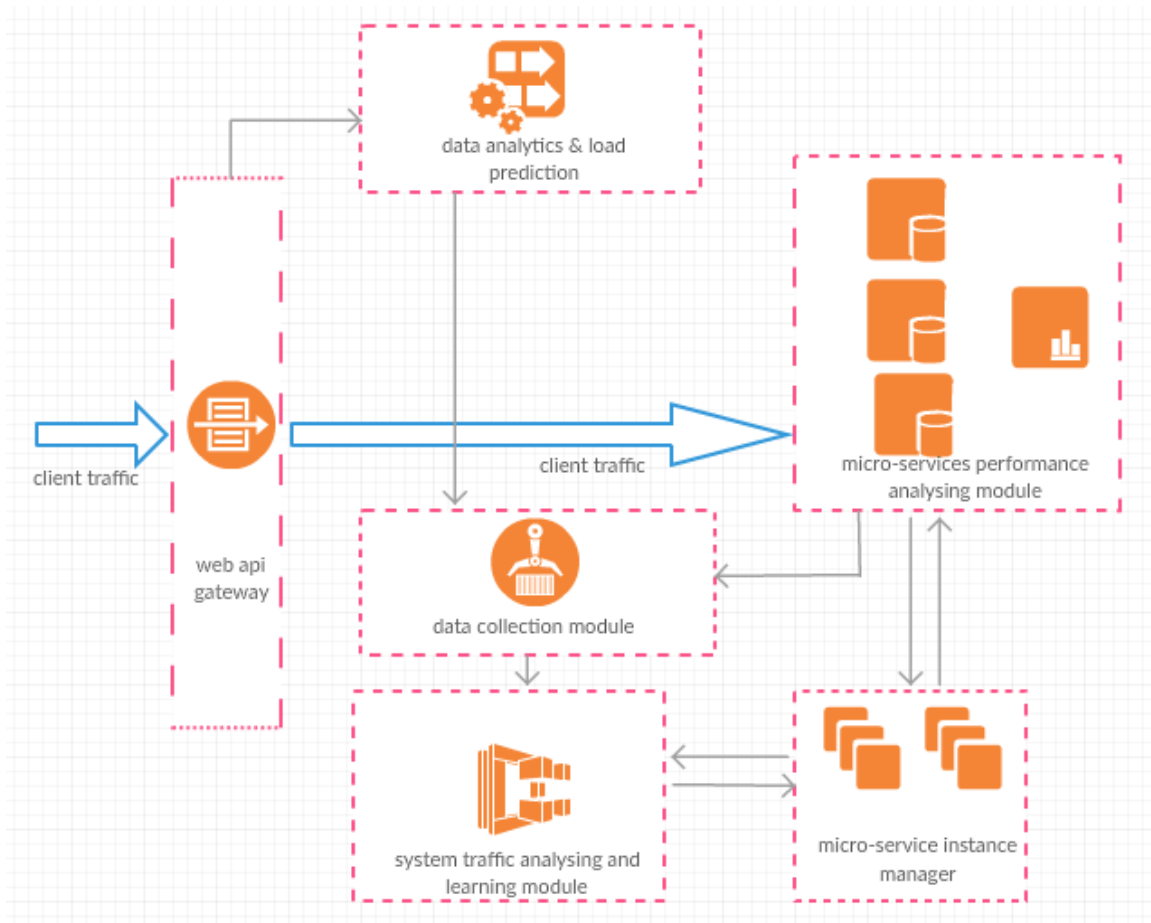 data analytics & load
prediction
client traffic
web api
gateway
client traffic
micro-services performance
analysing module
data collection module
system traffic analysing and
learning module
micro-service instance
manager